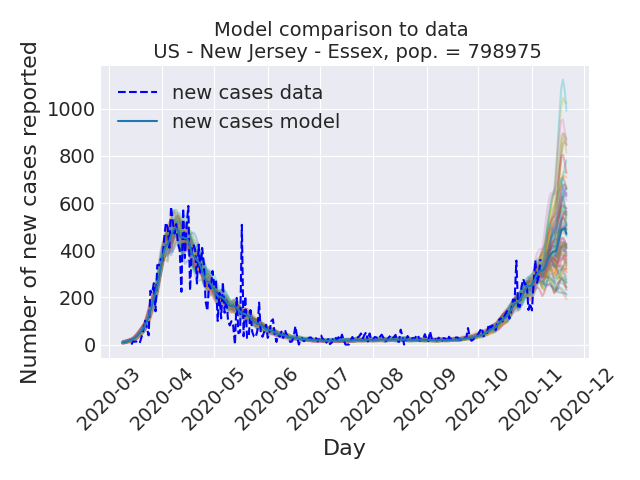 Model comparison to data
US - New Jersey - Essex, pop. = 798975
Number of new cases reported
1000
800
600
400
200
0
new cases data
new cases model
2020-03
2020-04
2020-05
2020-06
2020-07
2020-08
2020-09
2020-10
2020-11
2020-12
Day